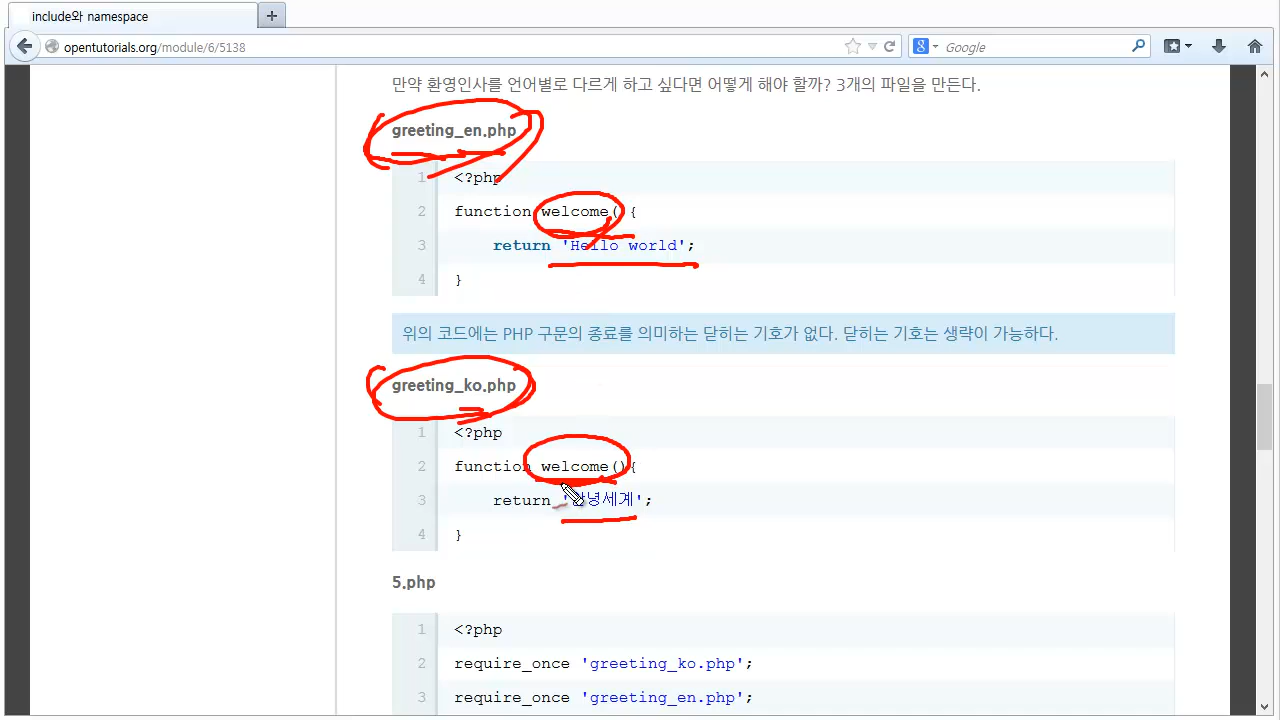 include와 namespace
opentutorials.org/module/6/5138
Google
만약 환영인사를 언어별로 다르게 하고 싶다면 어떻게 해야 할까? 3개의 파일을 만든다.
greeting_en.php
1 <?php
2 function welcome() {
3 return 'Hello world';
4 }
위의 코드에는 PHP 구문의 종료를 의미하는 닫히는 기호가 없다. 닫히는 기호는 생략이 가능하다.
greeting_ko.php
1 <?php
2 function welcome(){
3 return '안녕세계';
4 }
5.php
1 <?php
2 require_once 'greeting_ko.php';
3 require_once 'greeting_en.php';